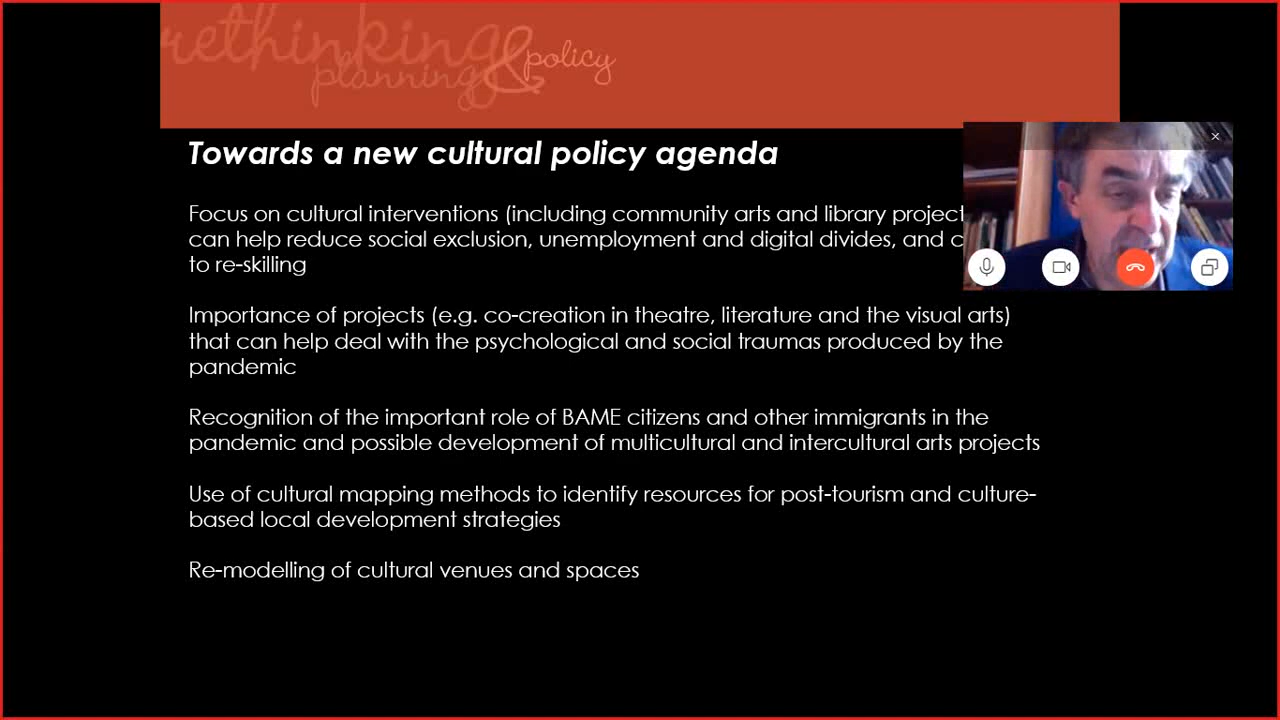 rethinking
planning & policy
Towards a new cultural policy agenda
Focus on cultural interventions (including community arts and library
can help reduce social exclusion, unemployment and digital divides, and
to re-skilling
Importance of projects (e.g. co-creation in theatre, literature and the visual arts)
that can help deal with the psychological and social traumas produced by the
pandemic
Recognition of the important role of BAME citizens and other immigrants in the
pandemic and possible development of multicultural and intercultural arts projects
Use of cultural mapping methods to identify resources for post-tourism and culture-
based local development strategies
Re-modelling of cultural venues and spaces